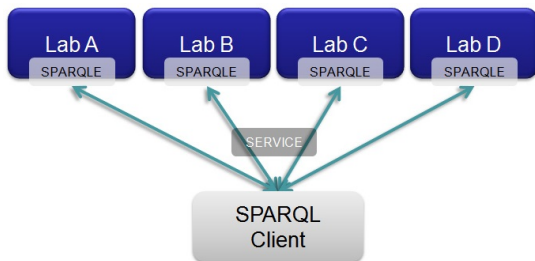 Lab A
SPARQLE
Lab B
SPARQLE
Lab C
SPARQLE
Lab D
SPARQLE
SERVICE
SPARQL
Client